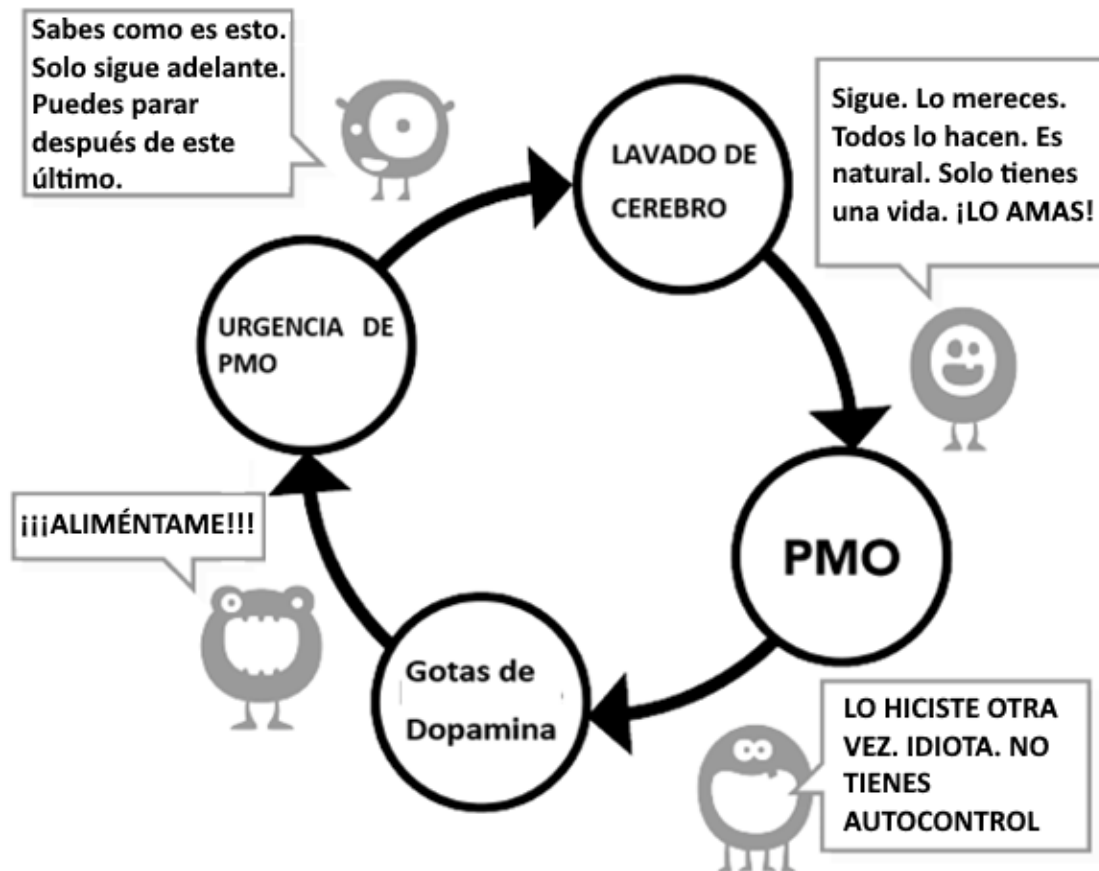 Sabes como es esto.
Solo sigue adelante.
Puedes parar
después de este
último.
LAVADO DE
CEREBRO
Sigue. Lo mereces.
Todos lo hacen. Es
natural. Solo tienes
una vida. ¡LO AMAS!
URGENCIA DE
PMO
PMO
¡¡¡ALIMÉNTAME!!!
Gotas de
Dopamina
LO HICISTE OTRA
VEZ. IDIOTA. NO
TIENES
AUTOCONTROL